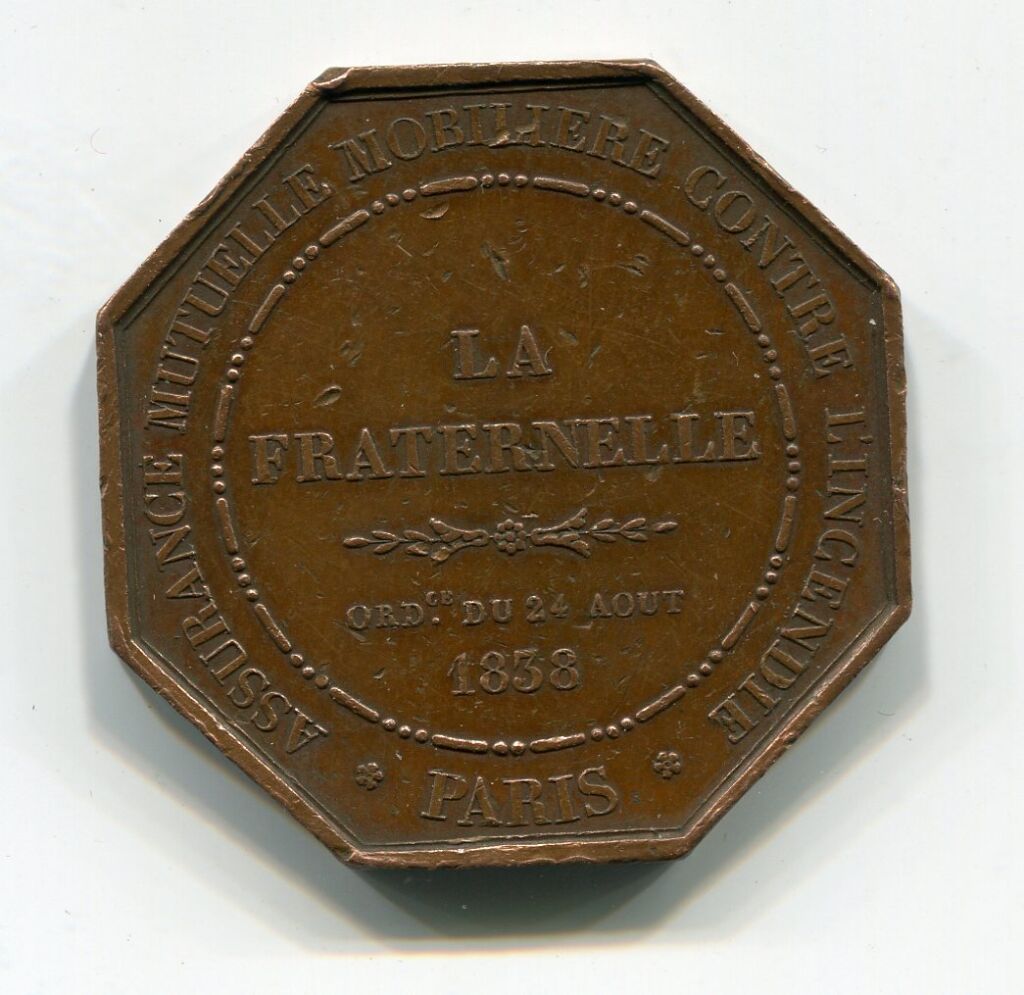 ASSURANCE MUTUELLE MOBILIERE CONTRE L'INCENDIE
LA
FRATERNELLE
ORD.CE DU 24 AOUT
1838
PARIS